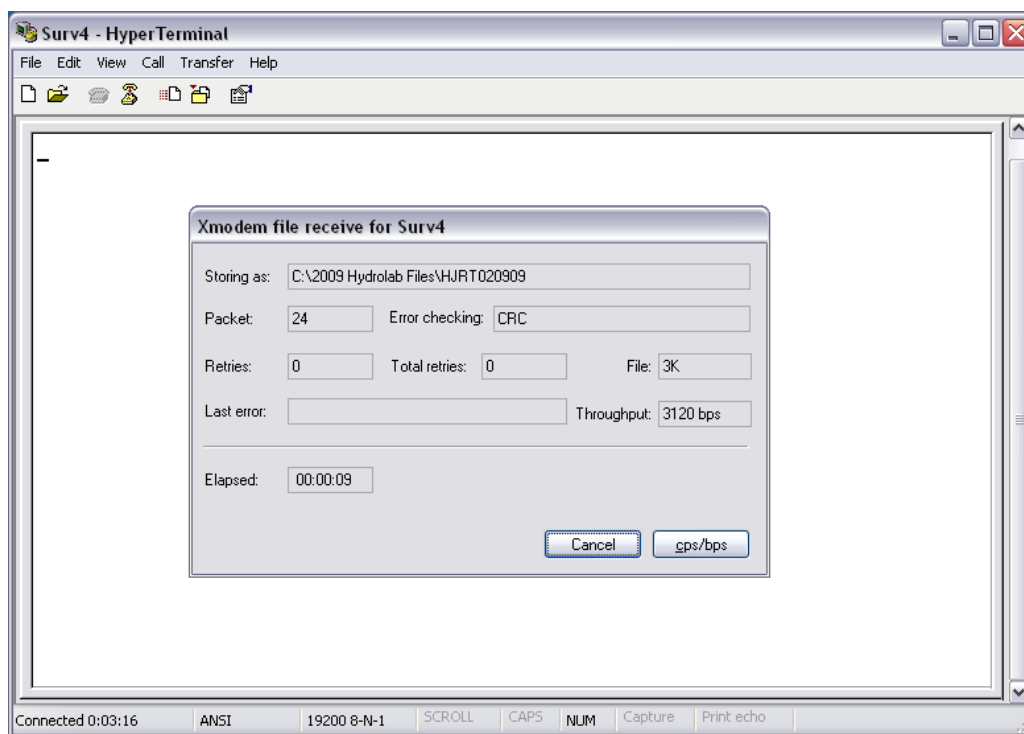 Surv4 - HyperTerminal
File Edit View Call Transfer Help
Xmodem file receive for Surv4
Storing as: C:\2009 Hydrolab Files\HJRT020909
Packet: 24 Error checking: CRC
Retries: 0 Total retries: 0 File: 3K
Last error: Throughput: 3120 bps
Elapsed: 00:00:09
Cancel cps/bps
Connected 0:03:16 ANSI 19200 8-N-1 SCROLL CAPS NUM Capture Print echo